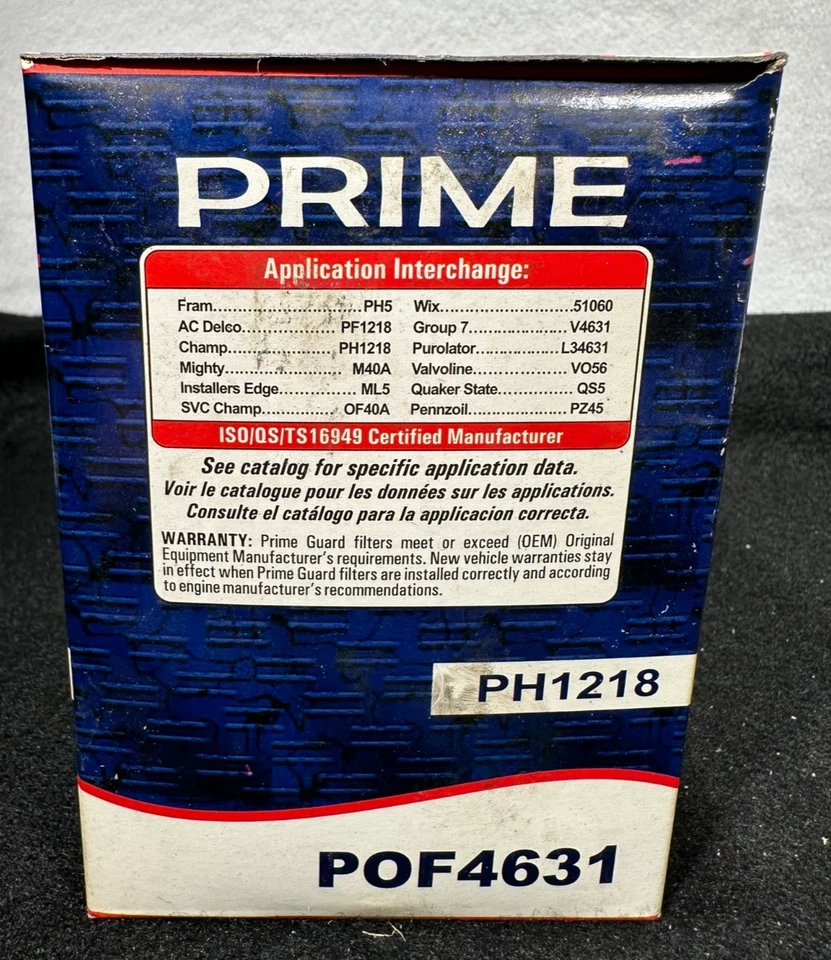 PRIME
Application Interchange:
Fram..................PH5 Wix......................51060
AC Delco...............PF1218 Group 7..................V4631
Champ..................PH1218 Purolator...............L34631
Mighty..................M40A Valvoline.................VO56
Installers Edge..............ML5 Quaker State...............QS5
SVC Champ.............OF40A Pennzoil...................PZ45
ISO/QS/TS16949 Certified Manufacturer
See catalog for specific application data.
Voir le catalogue pour les données sur les applications.
Consulte el catálogo para la applicacion correcta.
WARRANTY: Prime Guard filters meet or exceed (OEM) Original
Equipment Manufacturer's requirements. New vehicle warranties stay
in effect when Prime Guard filters are installed correctly and according
to engine manufacturer's recommendations.
PH1218
POF4631